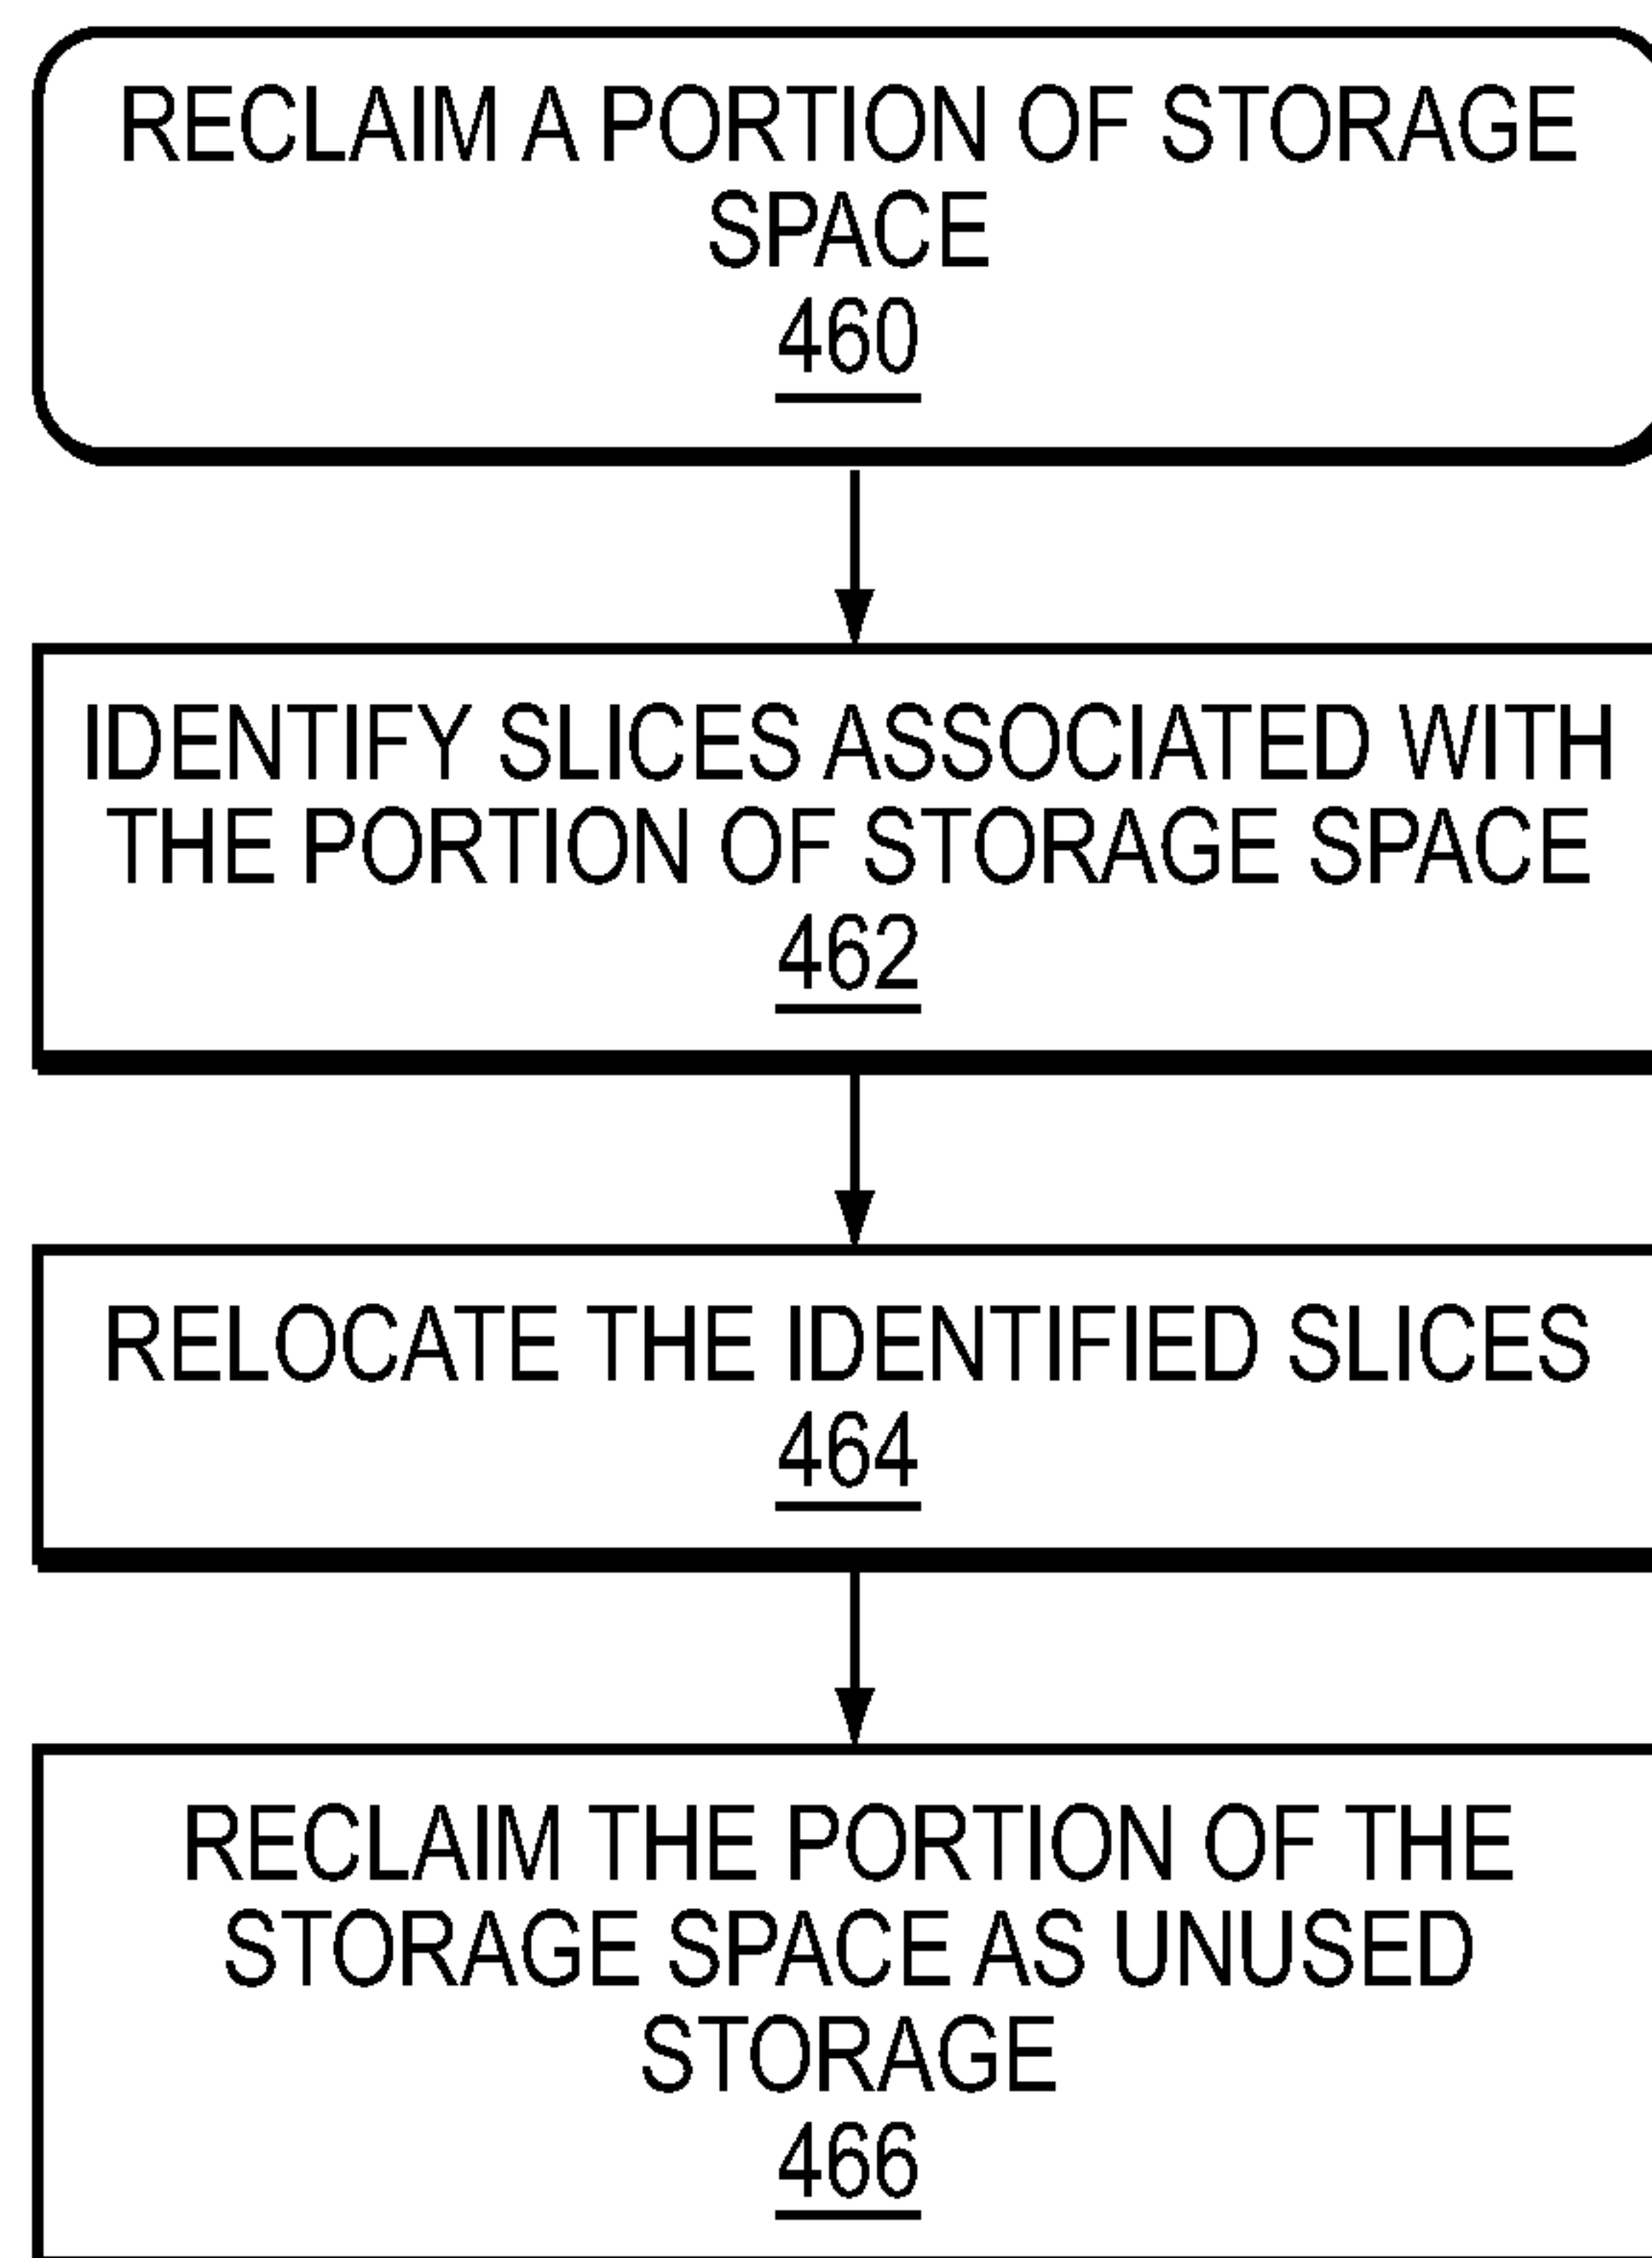 RECLAIM A PORTION OF STORAGE
SPACE
460
IDENTIFY SLICES ASSOCIATED WITH
THE PORTION OF STORAGE SPACE
462
RELOCATE THE IDENTIFIED SLICES
464
RECLAIM THE PORTION OF THE
STORAGE SPACE AS UNUSED
STORAGE
466